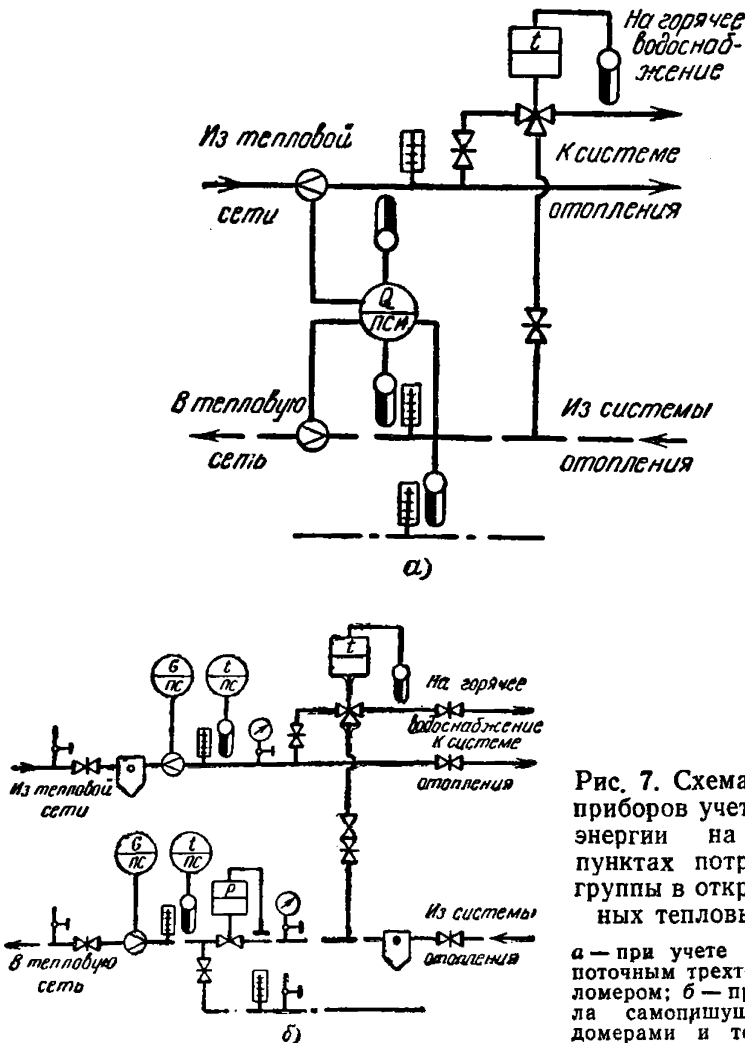 На горячее
водоснаб-
жение
t
Из тепловой
сети
К системе
отопления
Q
ПСИ
В тепловую
сеть
Из системы
отопления
а)
t
G
ПС
t
ПС
На горячее
водоснабжение
К системе
отопления
Из тепловой
сети
G
ПС
t
ПС
Р
Из системы
отопления
В тепловую
сеть
б)
Рис. 7. Схема
приборов учет
энергии на
пунктах потр
группы в откр
ных тепловы
а — при учете
поточным трехт
ломером; б — пр
ла самопишущ
домерами и те